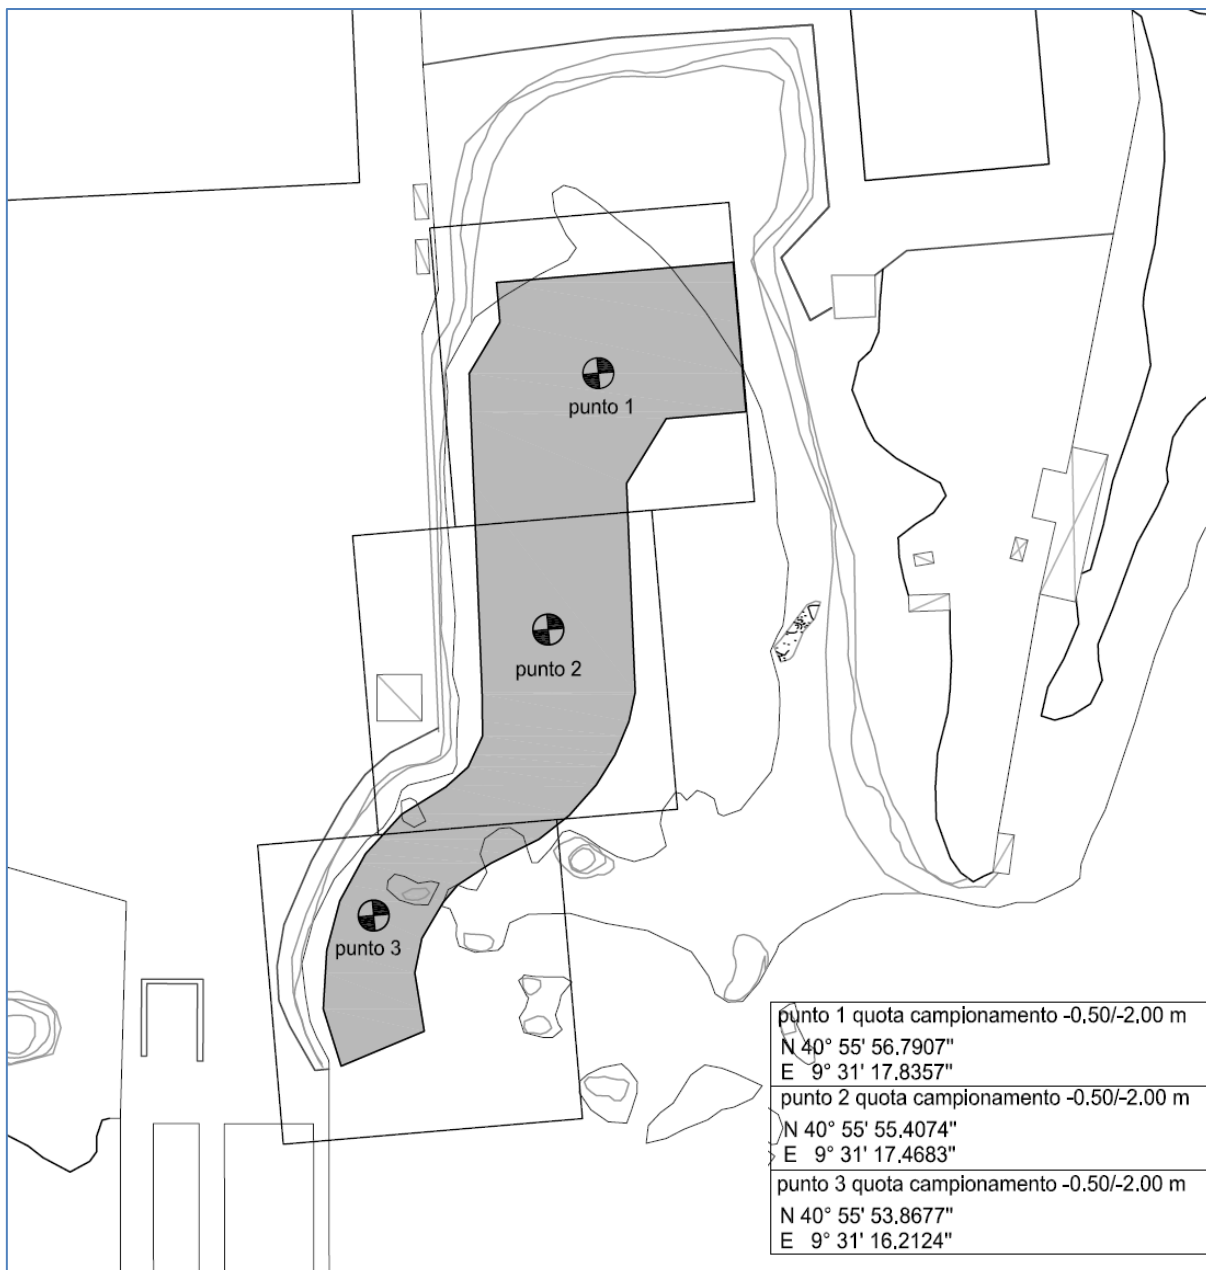 punto 1
punto 2
punto 3
punto 1 quota campionamento -0.50/-2.00 m
N 40° 55' 56.7907"
E 9° 31' 17.8357"
punto 2 quota campionamento -0.50/-2.00 m
N 40° 55' 55.4074"
E 9° 31' 17.4683"
punto 3 quota campionamento -0.50/-2.00 m
N 40° 55' 53.8677"
E 9° 31' 16.2124"